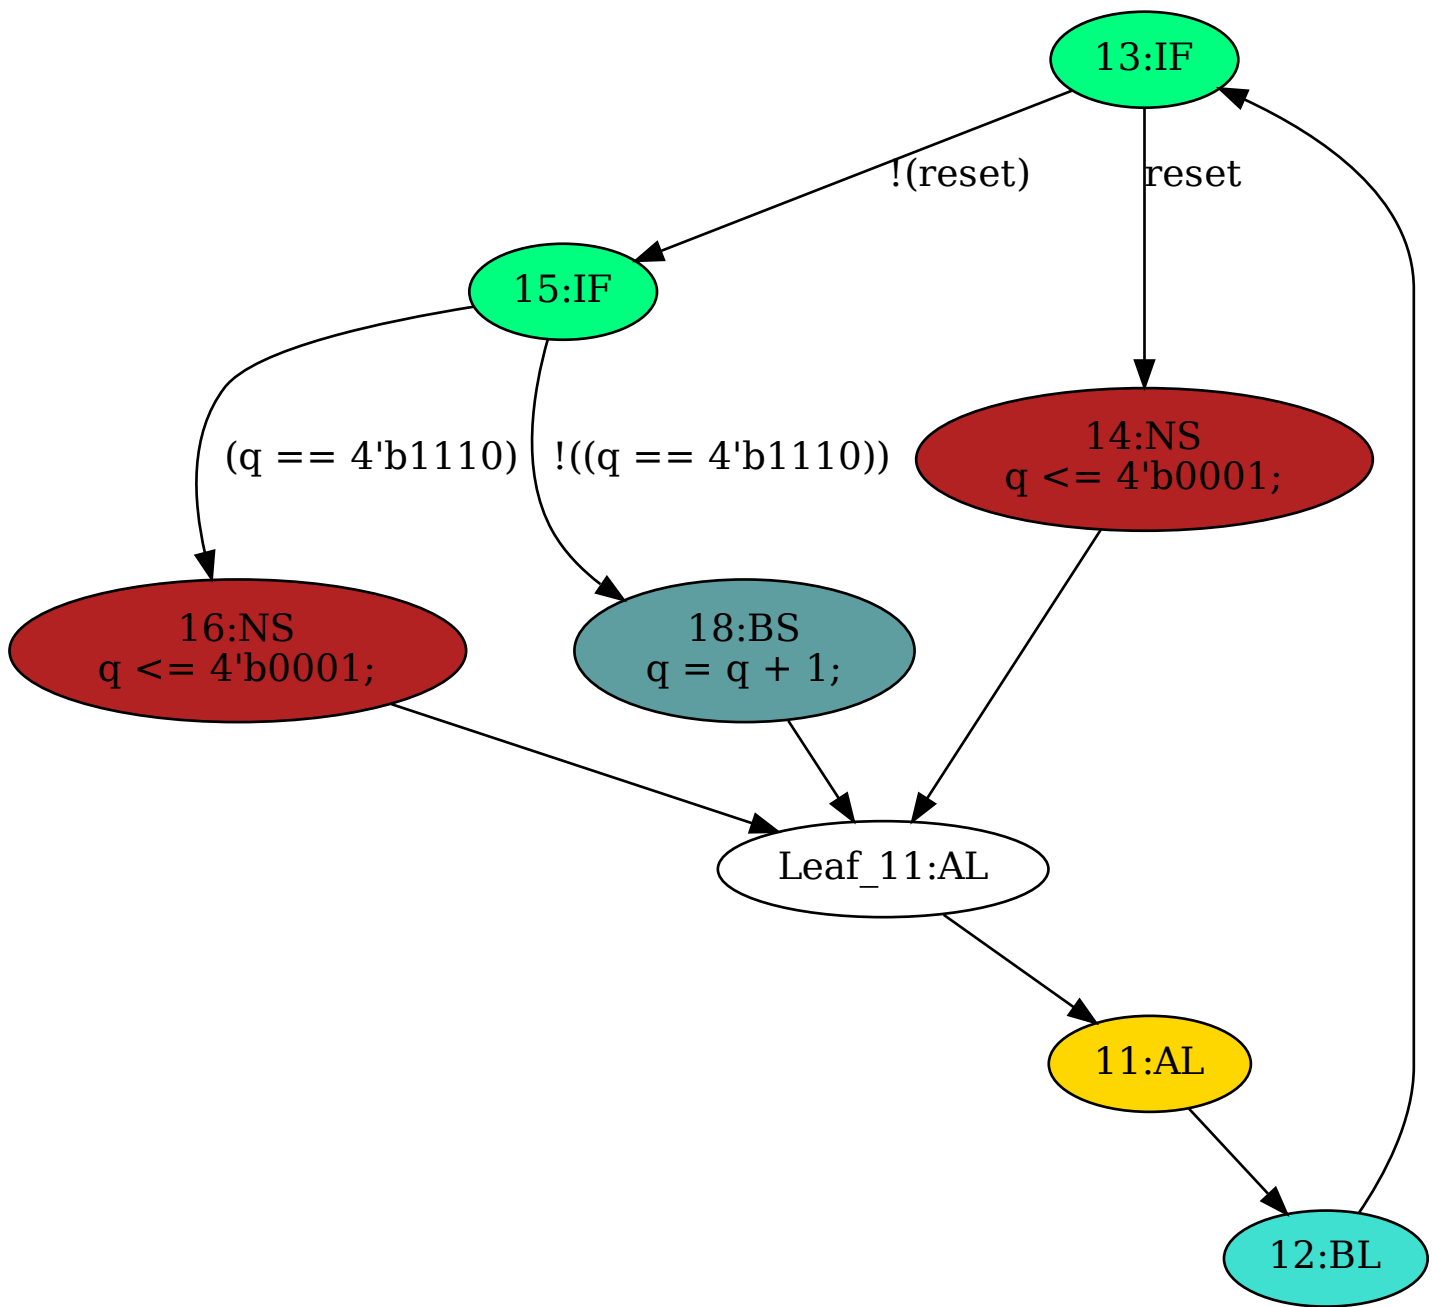 13:IF
!(reset)
reset
15:IF
(q == 4'b1110)
!((q == 4'b1110))
14:NS
q <= 4'b0001;
16:NS
q <= 4'b0001;
18:BS
q = q + 1;
Leaf_11:AL
11:AL
12:BL